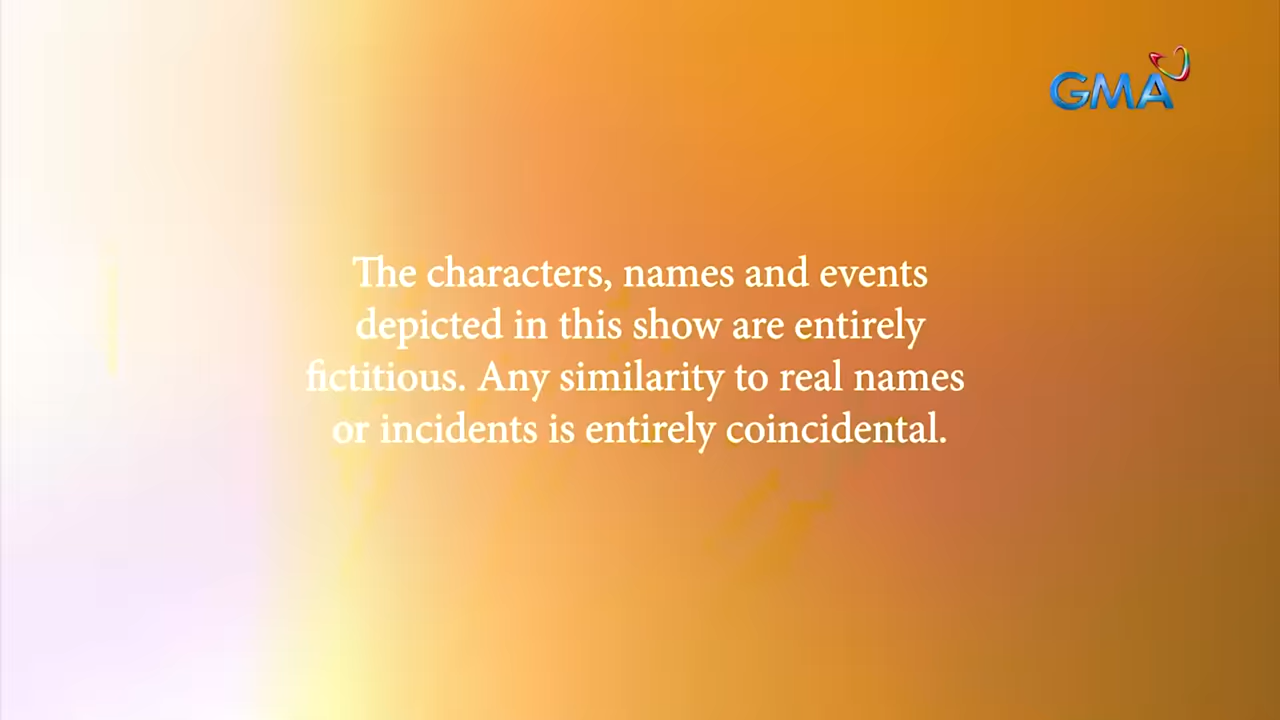 GMA
The characters, names and events
depicted in this show are entirely
fictitious. Any similarity to real names
or incidents is entirely coincidental.